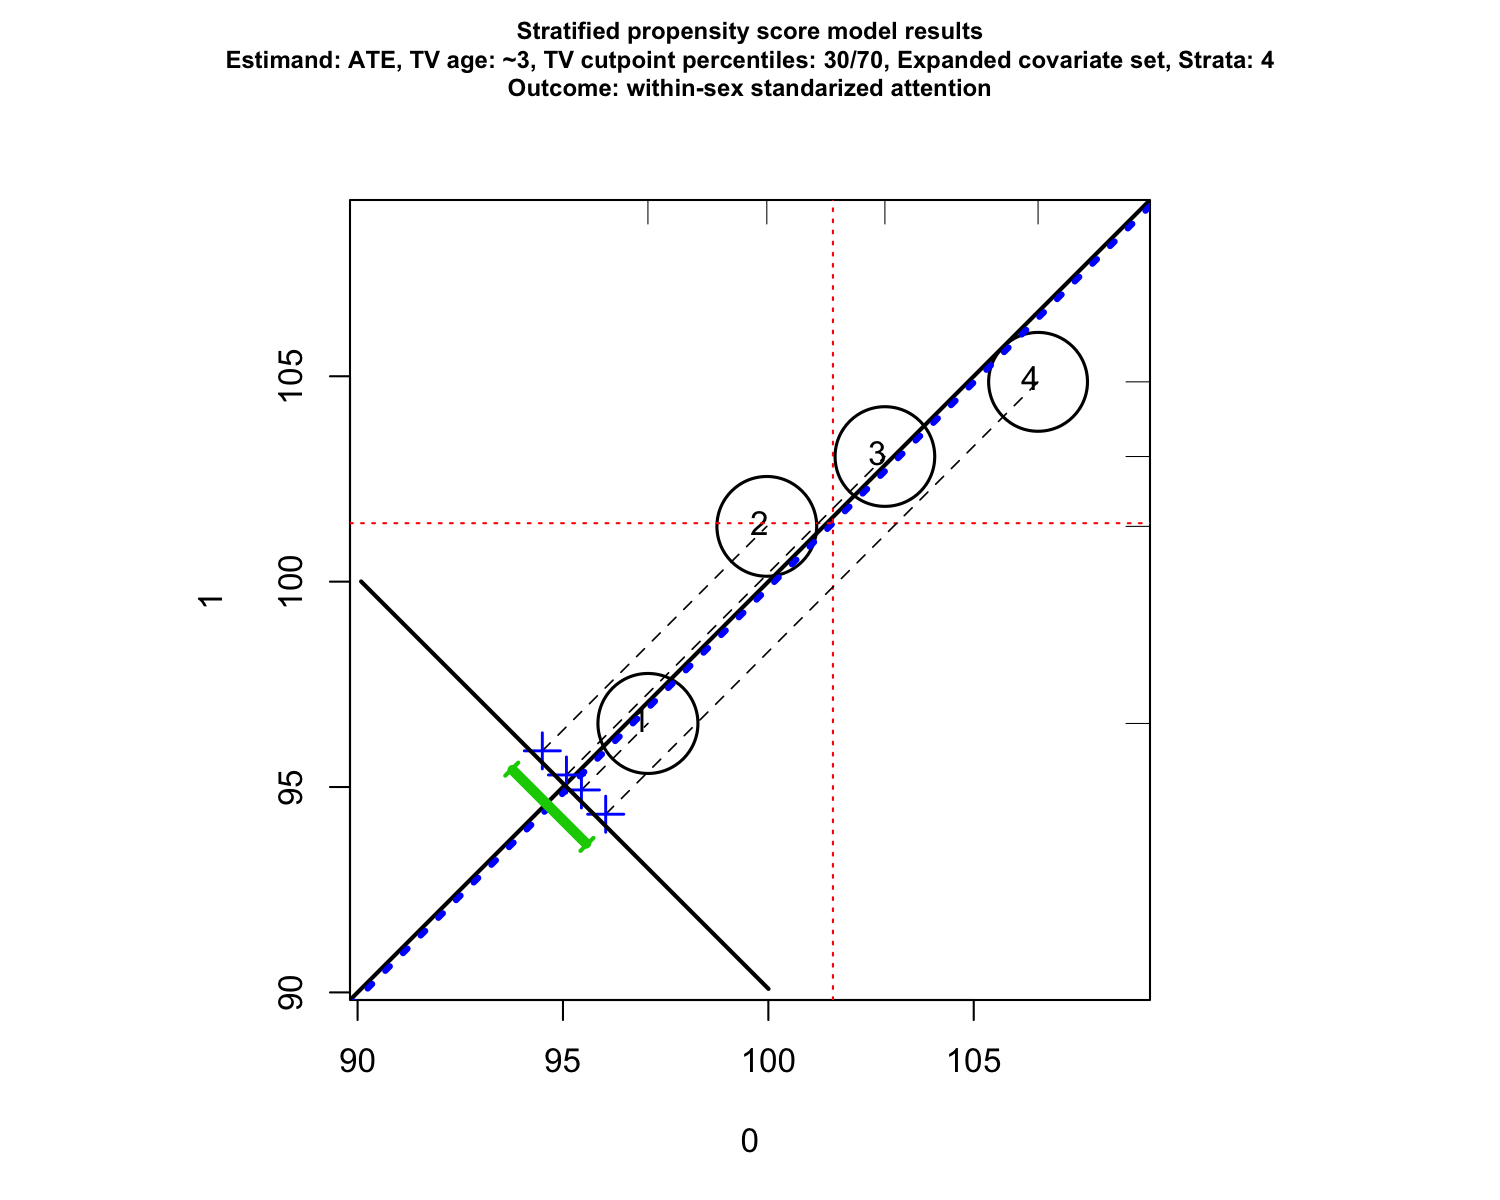 Stratified propensity score model results
Estimand: ATE, TV age: ~3, TV cutpoint percentiles: 30/70, Expanded covariate set, Strata: 4
Outcome: within-sex standarized attention
105
4
3
2
100
1
1
95
90
90 95 100 105
0